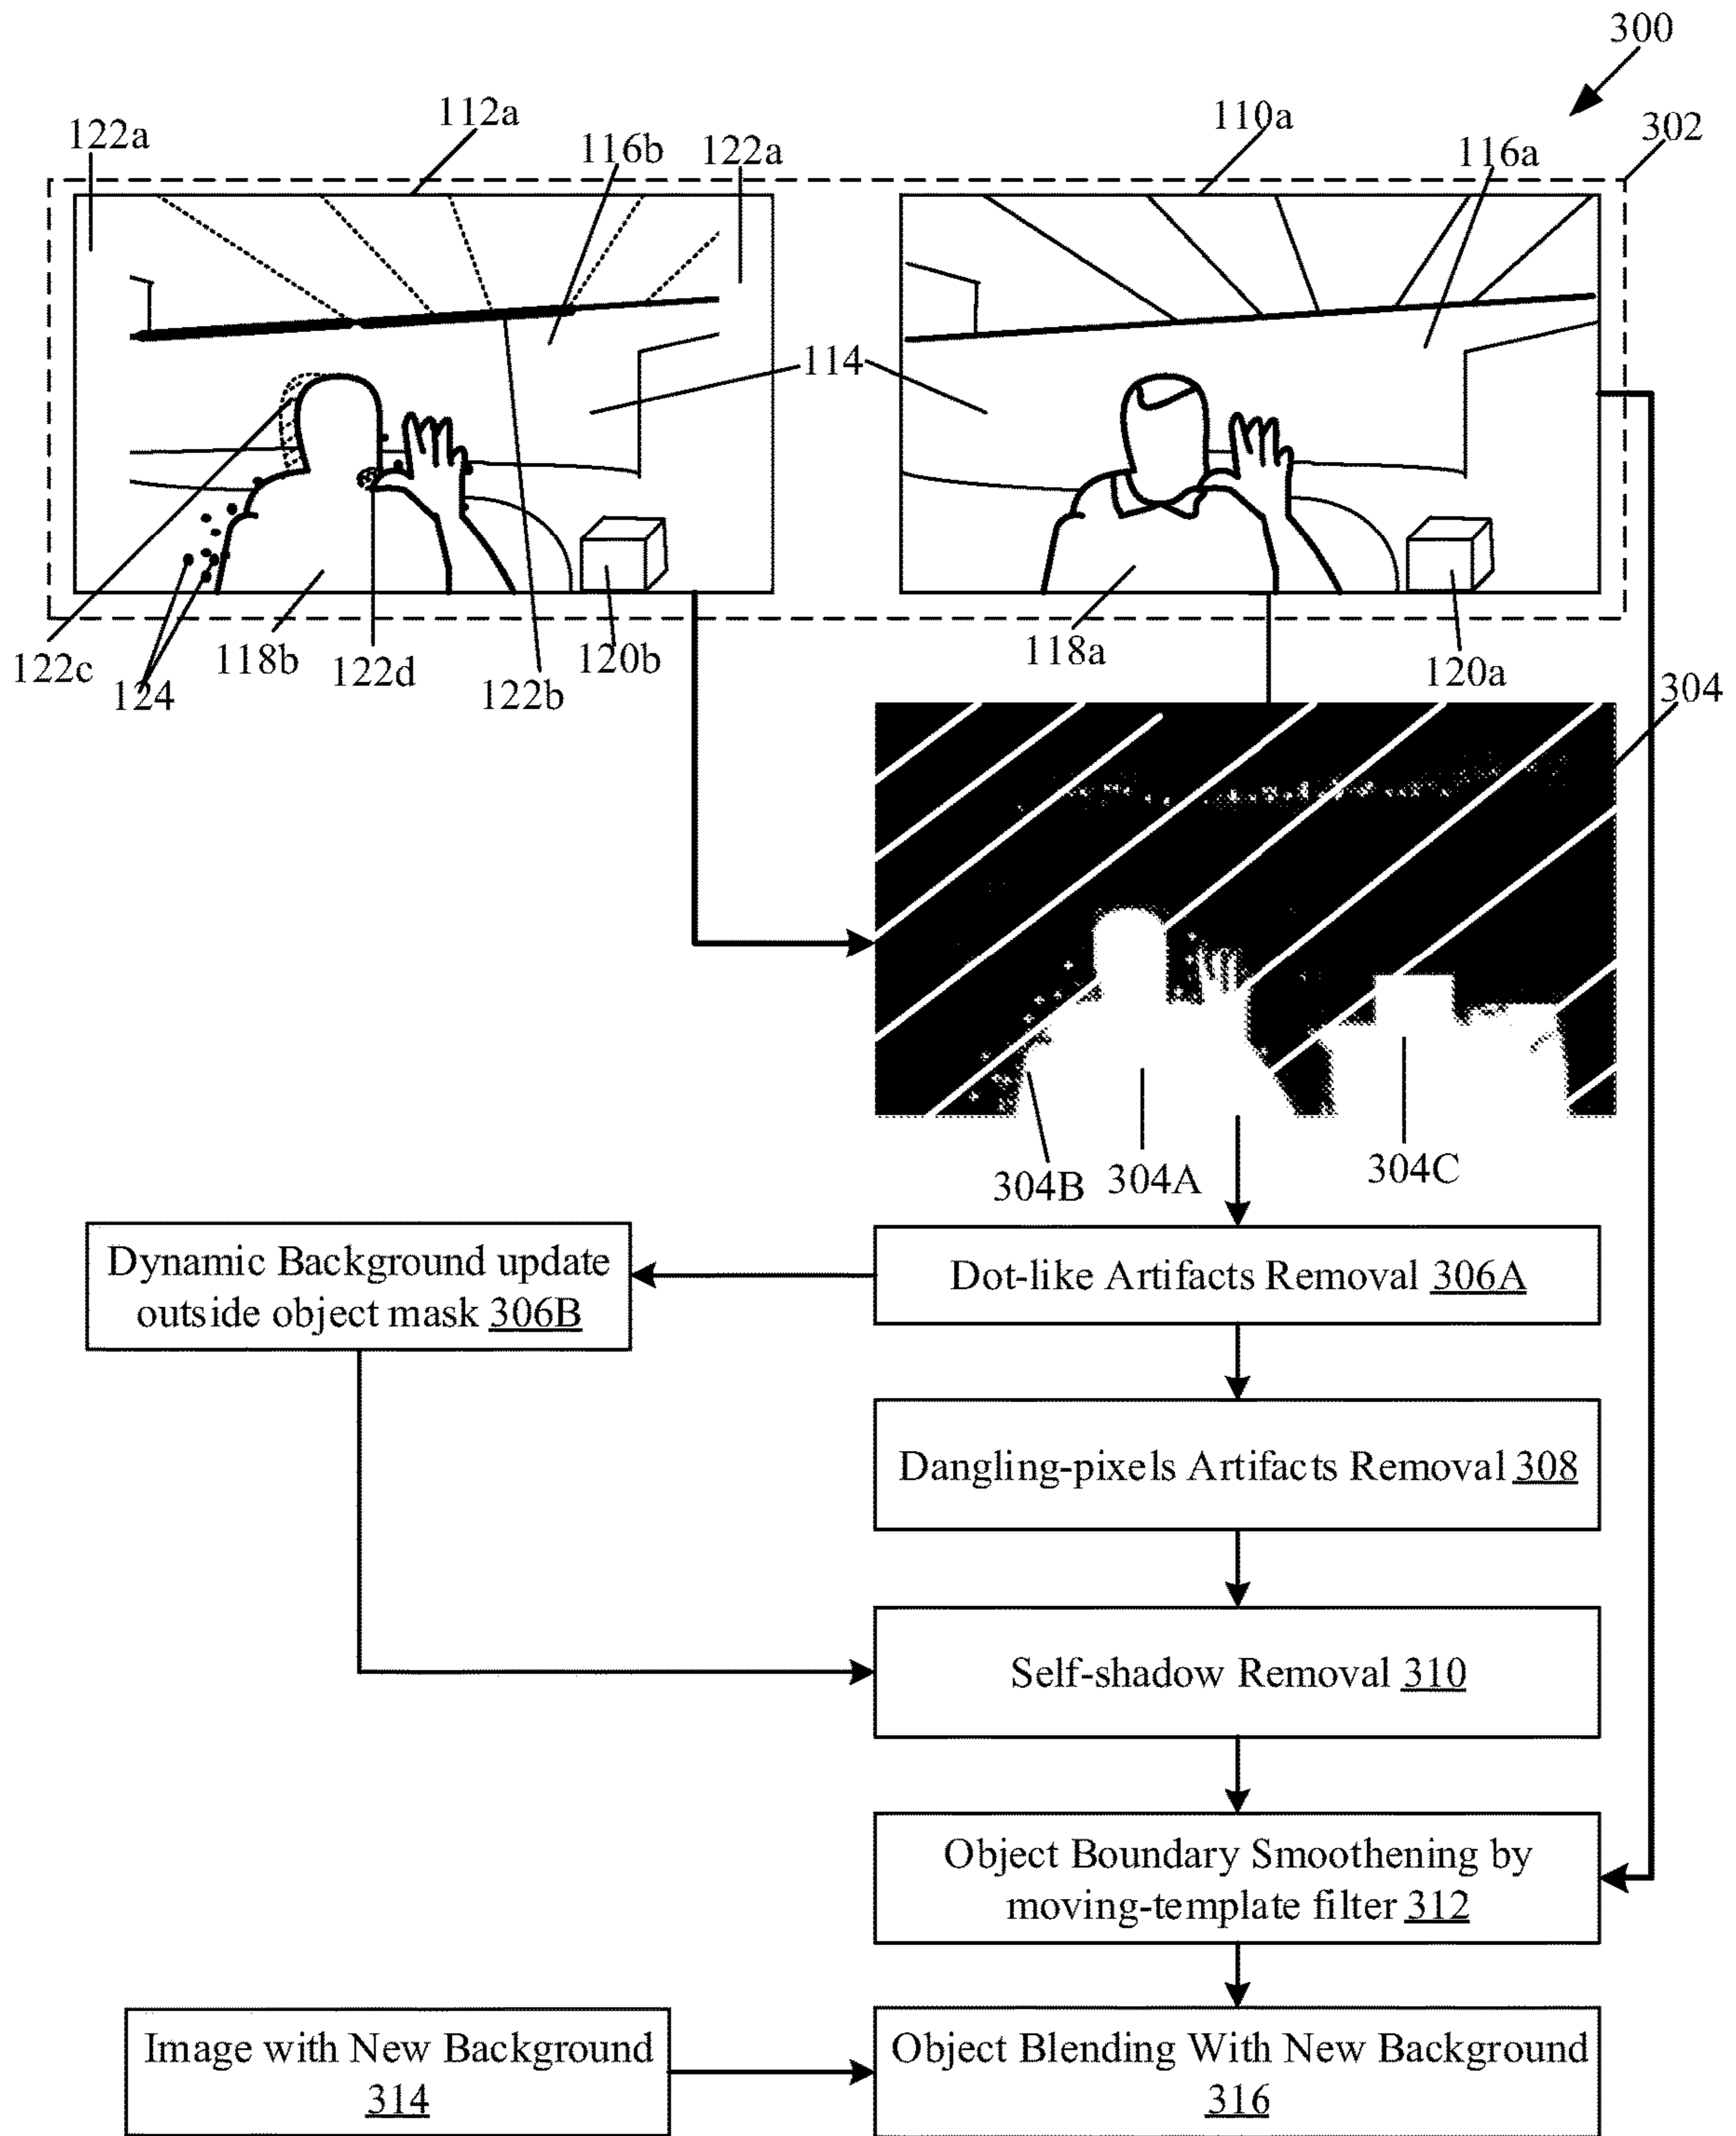 300
112a
110a
302
122a
116b
122a
116a
114
122c
124
118b
122d
122b
120b
118a
120a
304
304B
304A
304C
Dynamic Background update
outside object mask 306B
Dot-like Artifacts Removal 306A
Dangling-pixels Artifacts Removal 308
Self-shadow Removal 310
Object Boundary Smoothening by
moving-template filter 312
Image with New Background
314
Object Blending With New Background
316